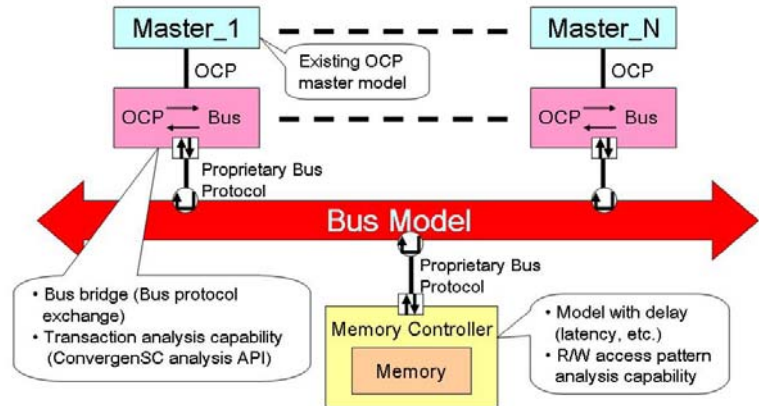 Master_1
Master_N
OCP
Existing OCP
master model
OCP
OCP
Bus
OCP
Bus
Proprietary Bus
Protocol
Bus Model
Proprietary Bus
Protocol
• Bus bridge (Bus protocol
exchange)
• Transaction analysis capability
(ConvergenSC analysis API)
Memory Controller
Memory
• Model with delay
(latency, etc.)
• R/W access pattern
analysis capability